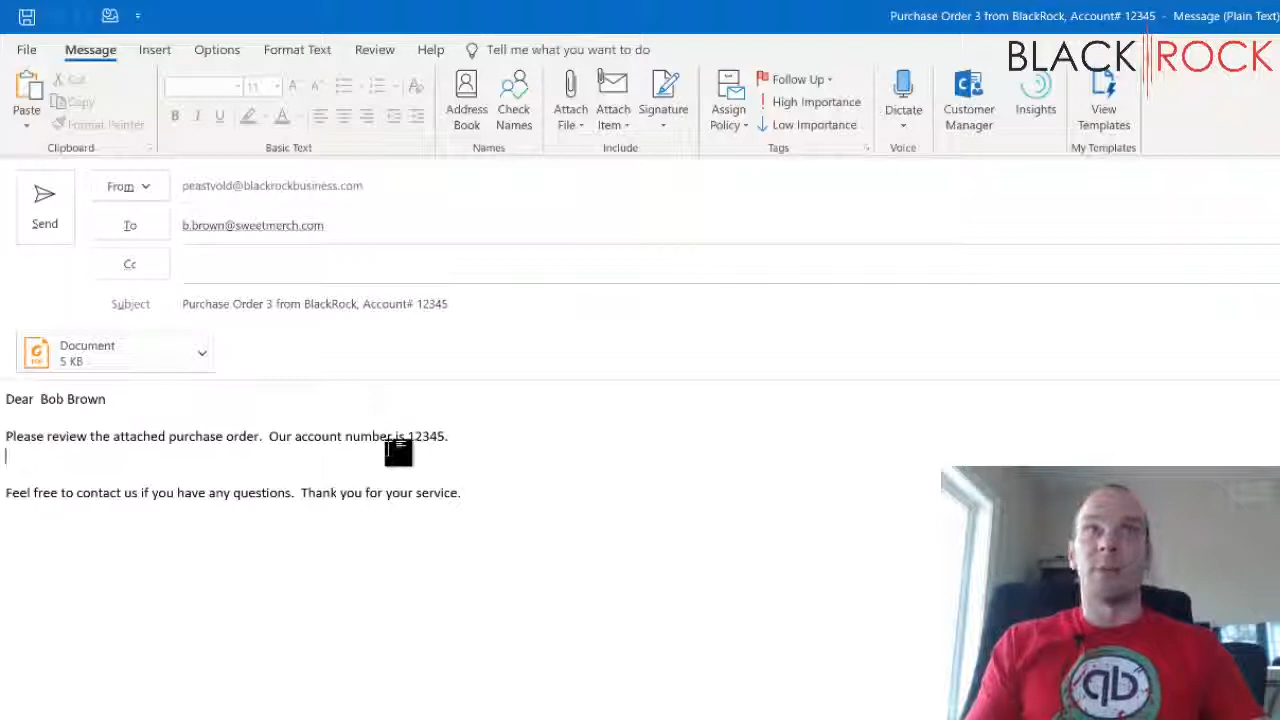 Purchase Order 3 from BlackRock, Account# 12345 - Message (Plain Text)
File Message Insert Options Format Text Review Help Tell me what you want to do
BLACK ROCK
Paste
Cut
Copy
Format Painter
Clipboard
11
B I U A
Basic Text
Address Book
Check Names
Names
Attach File
Attach Item
Signature
Include
Assign Policy
Follow Up
High Importance
Low Importance
Tags
Dictate
Voice
Customer Manager
Insights
View Templates
My Templates
Send
From peastvold@blackrockbusiness.com
To b.brown@sweetmerch.com
Cc
Subject Purchase Order 3 from BlackRock, Account# 12345
PDF
Document
5 KB
Dear  Bob Brown
Please review the attached purchase order.  Our account number is 12345.
Feel free to contact us if you have any questions.  Thank you for your service.
qb